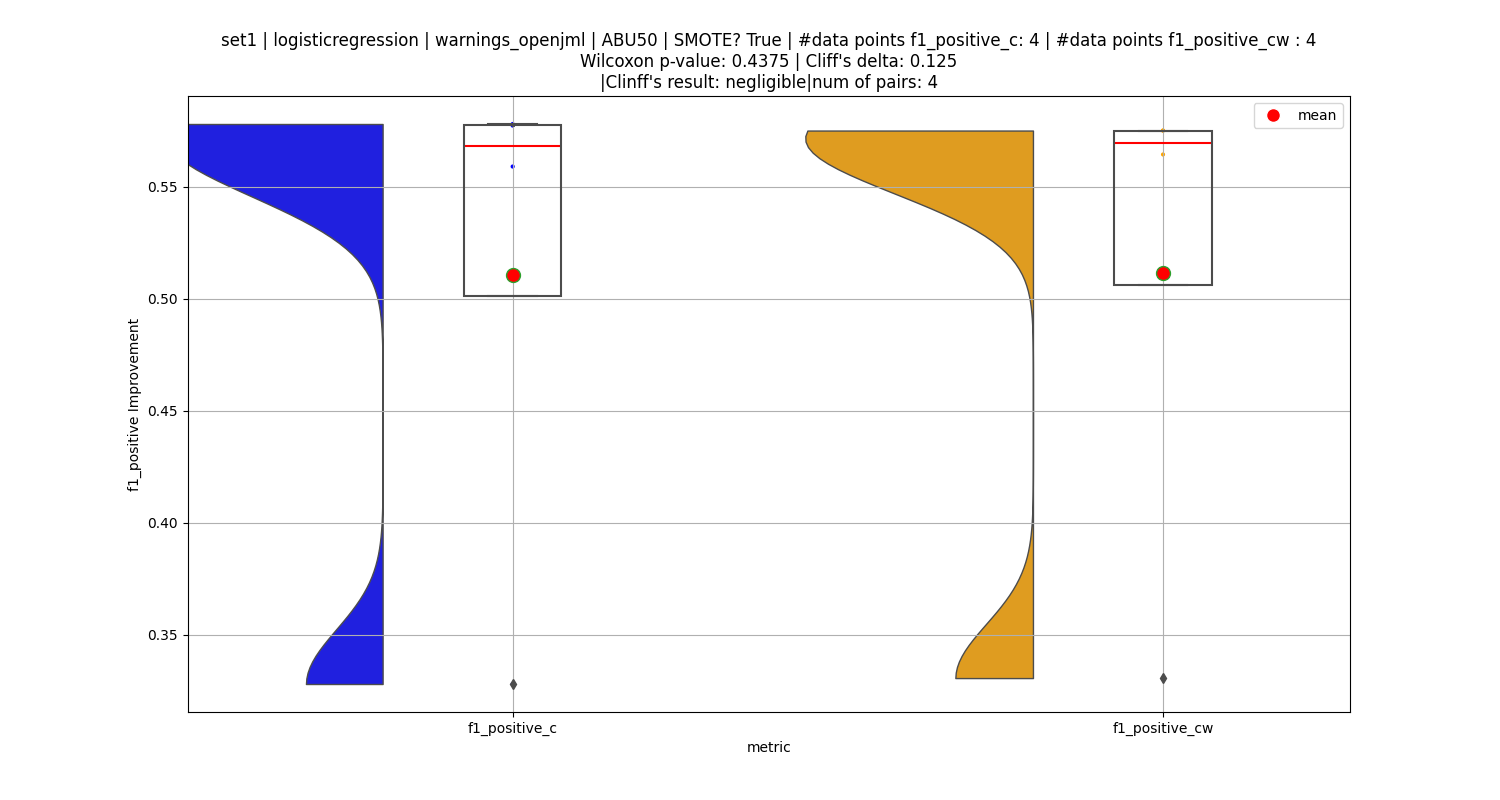 set1 | logisticregression | warnings_openjml | ABU50 | SMOTE? True | #data points f1_positive_c: 4 | #data points f1_positive_cw : 4
Wilcoxon p-value: 0.4375 | Cliff's delta: 0.125
|Clinff's result: negligible|num of pairs: 4
mean
0.55
0.50
0.45
0.40
0.35
f1_positive Improvement
f1_positive_c
f1_positive_cw
metric